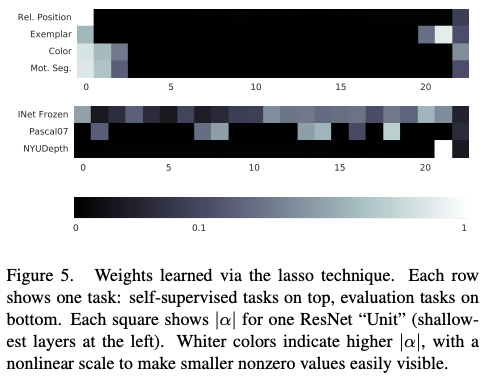 Rel. Position
Exemplar
Color
Mot. Seg.
0 5 10 15 20
INet Frozen
Pascal07
NYUDepth
0 5 10 15 20
0 0.1 1
Figure 5. Weights learned via the lasso technique. Each row
shows one task: self-supervised tasks on top, evaluation tasks on
bottom. Each square shows |α| for one ResNet “Unit” (shallow-
est layers at the left). Whiter colors indicate higher |α|, with a
nonlinear scale to make smaller nonzero values easily visible.